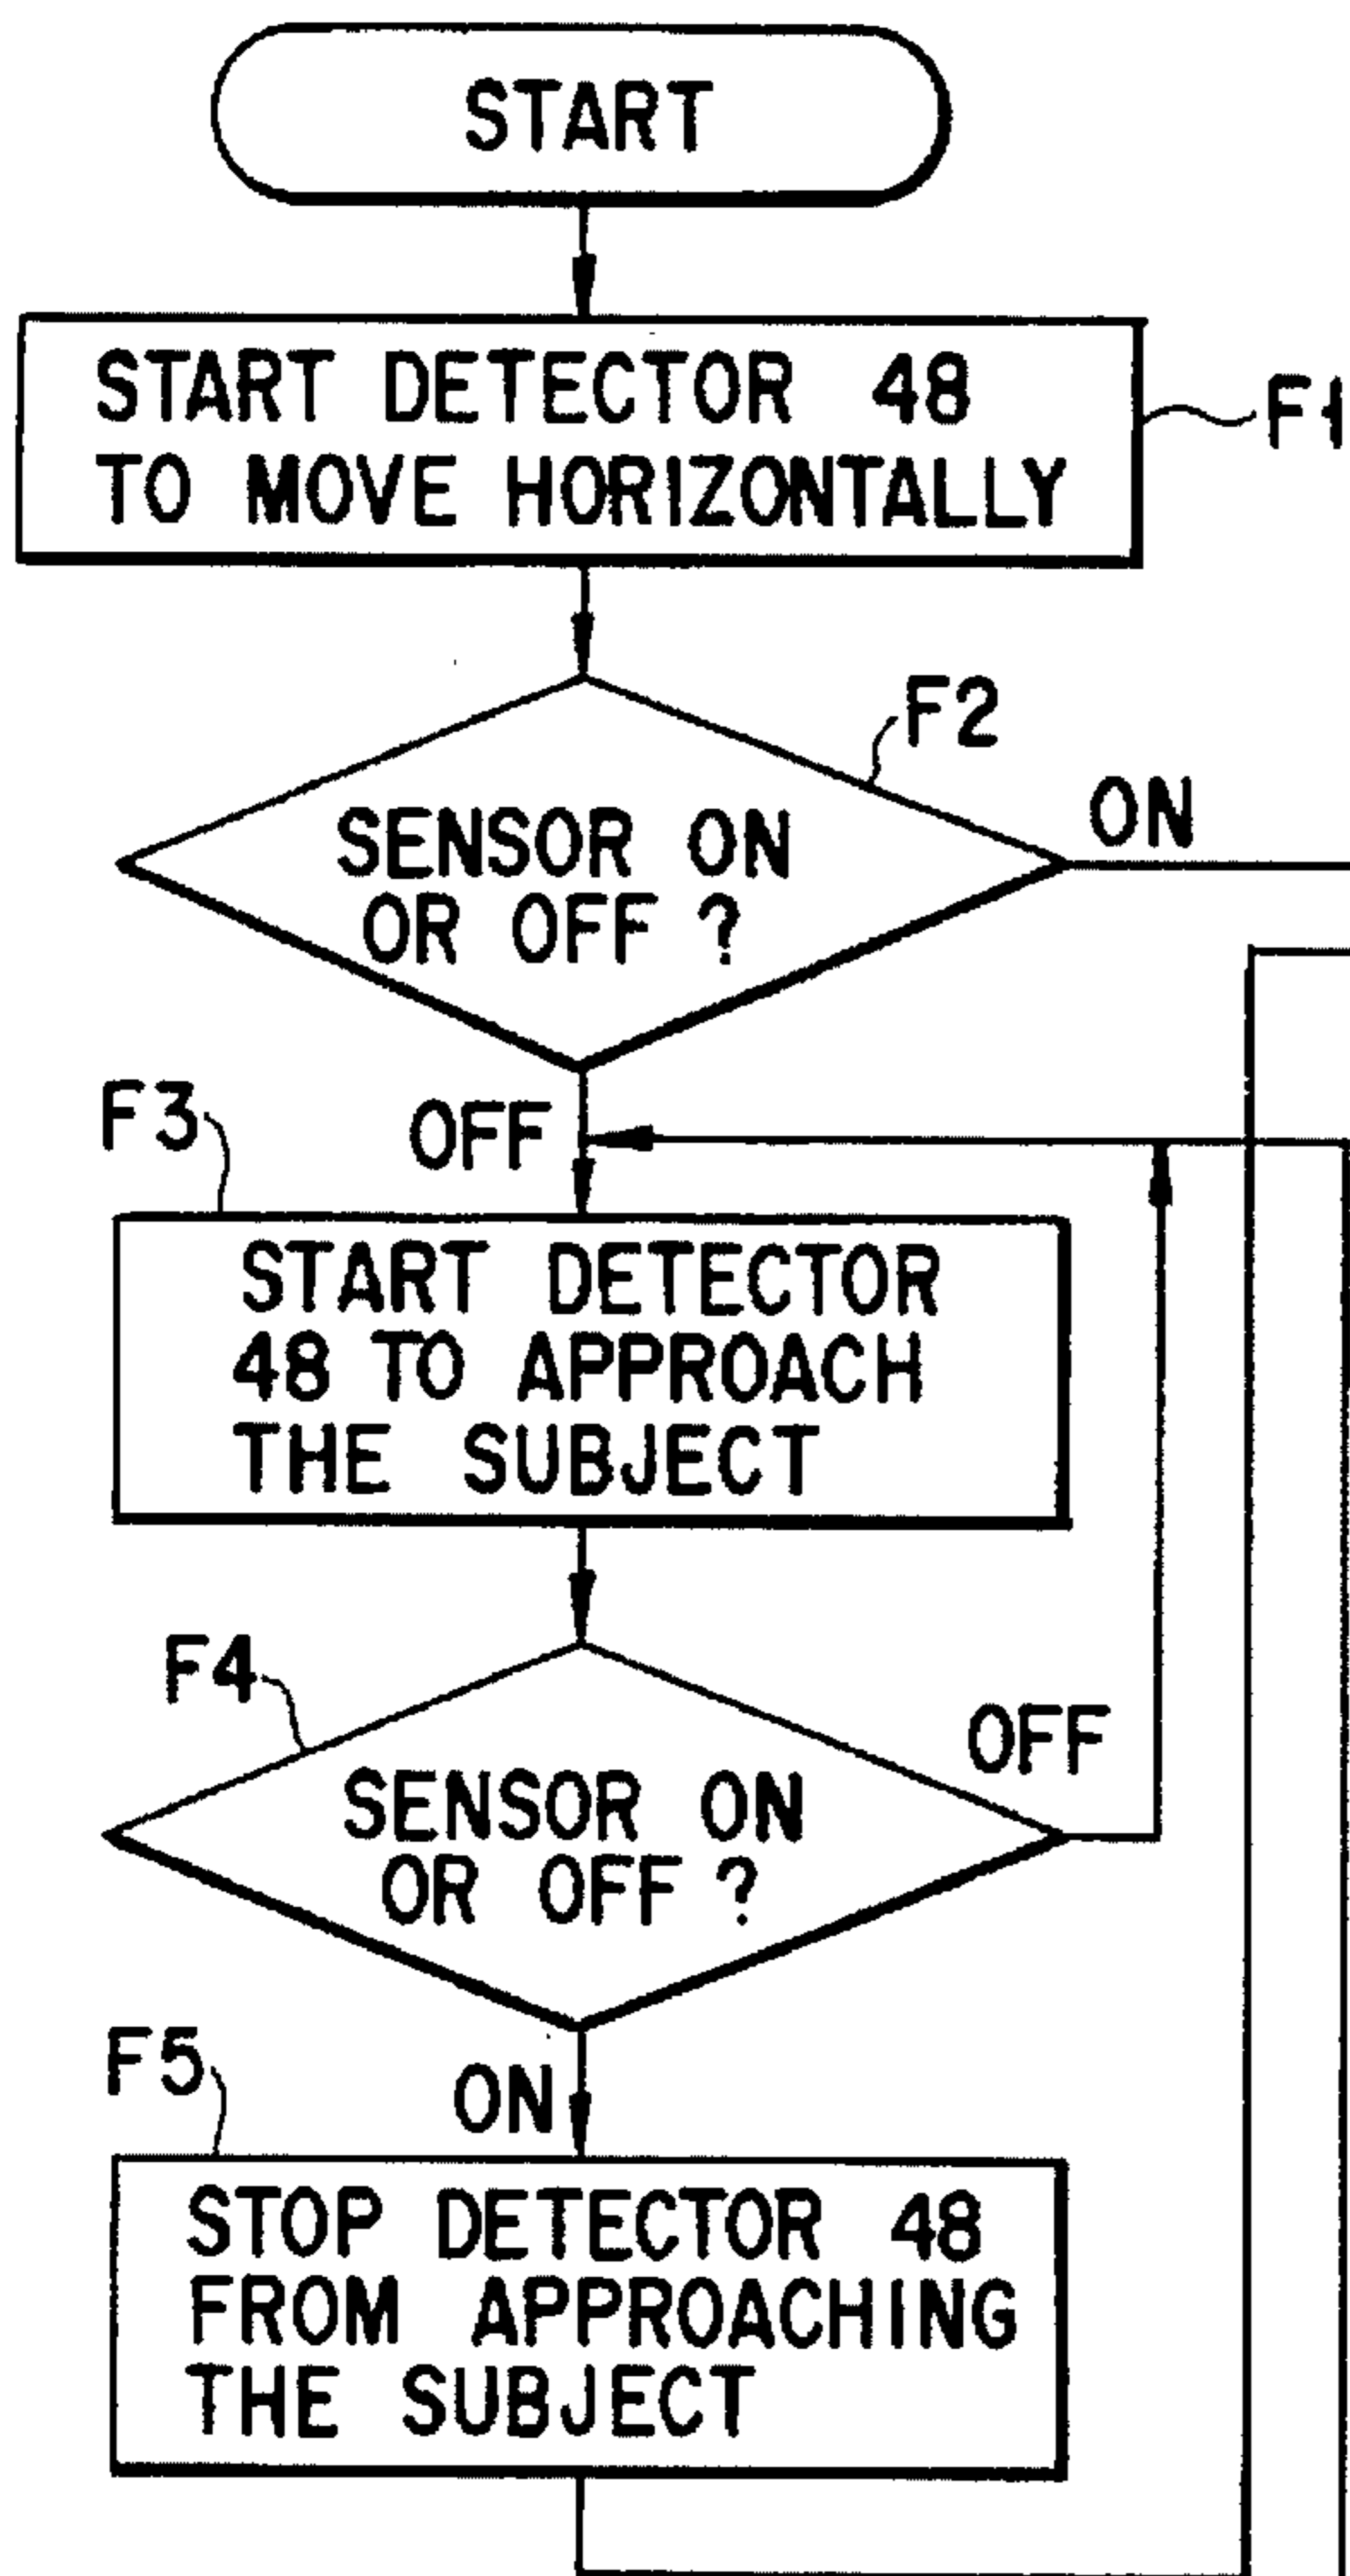 START
START DETECTOR 48
TO MOVE HORIZONTALLY
F1
F2
SENSOR ON
OR OFF ?
ON
F3
OFF
START DETECTOR
48 TO APPROACH
THE SUBJECT
F4
OFF
SENSOR ON
OR OFF ?
F5
ON
STOP DETECTOR 48
FROM APPROACHING
THE SUBJECT